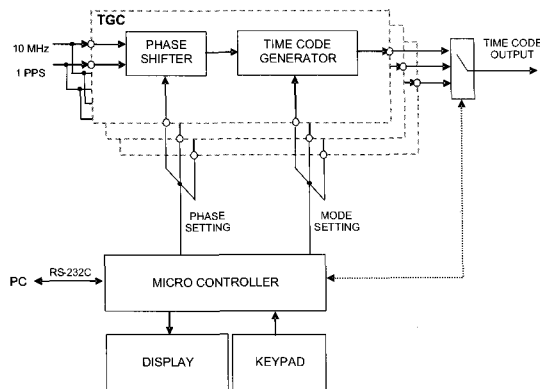 TGC
10 MHz
1 PPS
PHASE
SHIFTER
TIME CODE
GENERATOR
TIME CODE
OUTPUT
PHASE
SETTING
MODE
SETTING
PC
RS-232C
MICRO CONTROLLER
DISPLAY
KEYPAD